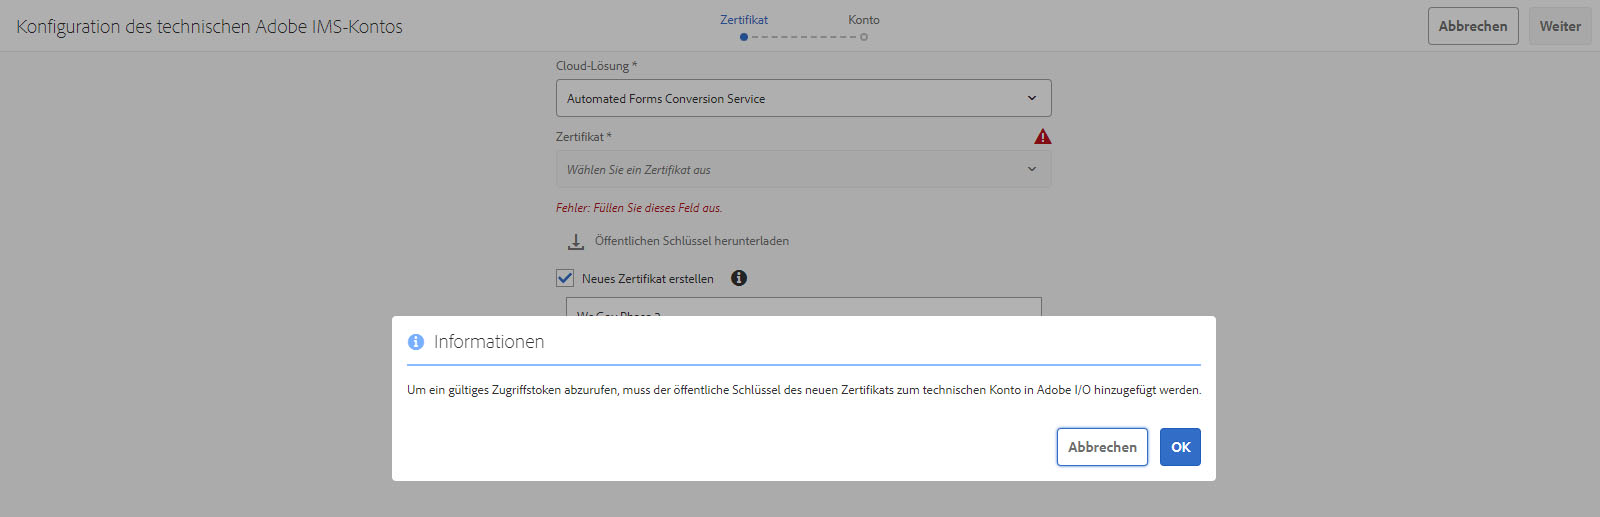 Konfiguration des technischen Adobe IMS-Kontos
Zertifikat
Konto
Abbrechen
Weiter
Cloud-Lösung *
Automated Forms Conversion Service
Zertifikat *
Wählen Sie ein Zertifikat aus
Fehler: Füllen Sie dieses Feld aus.
Öffentlichen Schlüssel herunterladen
Neues Zertifikat erstellen
Informationen
Um ein gültiges Zugriffstoken abzurufen, muss der öffentliche Schlüssel des neuen Zertifikats zum technischen Konto in Adobe I/O hinzugefügt werden.
Abbrechen
OK